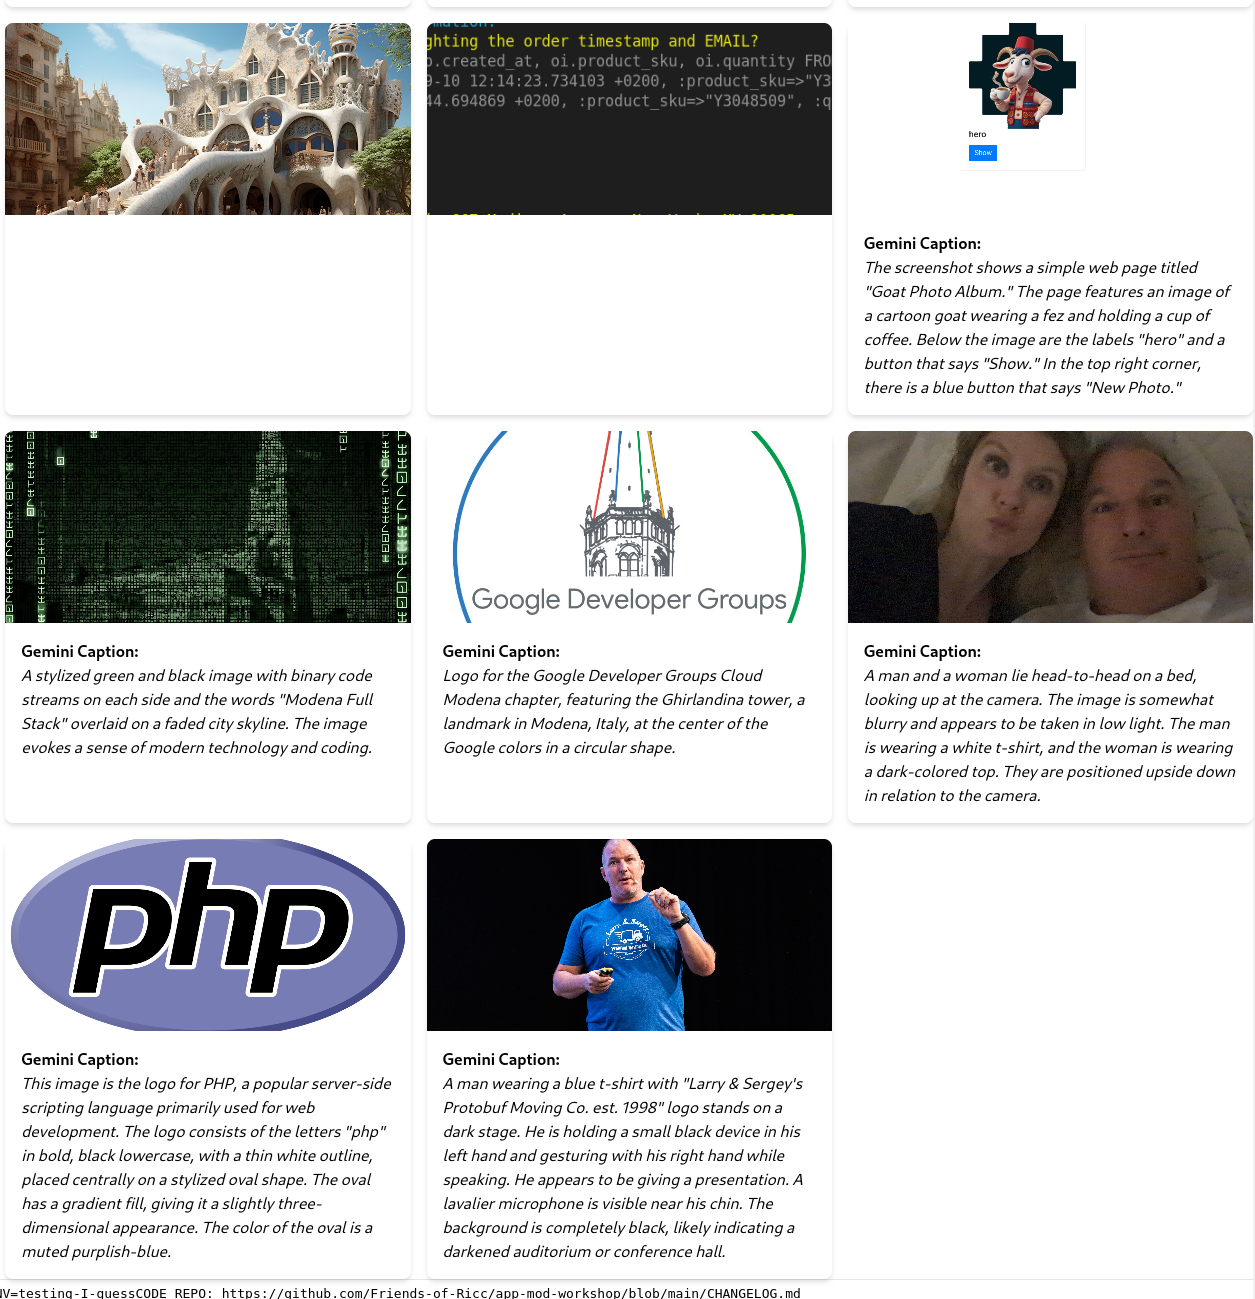 mation:
ghting the order timestamp and EMAIL?
o.created_at, oi.product_sku, oi.quantity FRO
9-10 12:14:23.734103 +0200, :product_sku=>"Y3
44.694869 +0200, :product_sku=>"Y3048509", :q
hero
Show
Gemini Caption:
The screenshot shows a simple web page titled
"Goat Photo Album." The page features an image of
a cartoon goat wearing a fez and holding a cup of
coffee. Below the image are the labels "hero" and a
button that says "Show." In the top right corner,
there is a blue button that says "New Photo."
Google Developer Groups
Gemini Caption:
A stylized green and black image with binary code
streams on each side and the words "Modena Full
Stack" overlaid on a faded city skyline. The image
evokes a sense of modern technology and coding.
Gemini Caption:
Logo for the Google Developer Groups Cloud
Modena chapter, featuring the Ghirlandina tower, a
landmark in Modena, Italy, at the center of the
Google colors in a circular shape.
Gemini Caption:
A man and a woman lie head-to-head on a bed,
looking up at the camera. The image is somewhat
blurry and appears to be taken in low light. The man
is wearing a white t-shirt, and the woman is wearing
a dark-colored top. They are positioned upside down
in relation to the camera.
php
Larry & Sergey's
Gemini Caption:
This image is the logo for PHP, a popular server-side
scripting language primarily used for web
development. The logo consists of the letters "php"
in bold, black lowercase, with a thin white outline,
placed centrally on a stylized oval shape. The oval
has a gradient fill, giving it a slightly three-
dimensional appearance. The color of the oval is a
muted purplish-blue.
Gemini Caption:
A man wearing a blue t-shirt with "Larry & Sergey's
Protobuf Moving Co. est. 1998" logo stands on a
dark stage. He is holding a small black device in his
left hand and gesturing with his right hand while
speaking. He appears to be giving a presentation. A
lavalier microphone is visible near his chin. The
background is completely black, likely indicating a
darkened auditorium or conference hall.
NV=testing-I-guessCODE REPO: https://github.com/Friends-of-Ricc/app-mod-workshop/blob/main/CHANGELOG.md